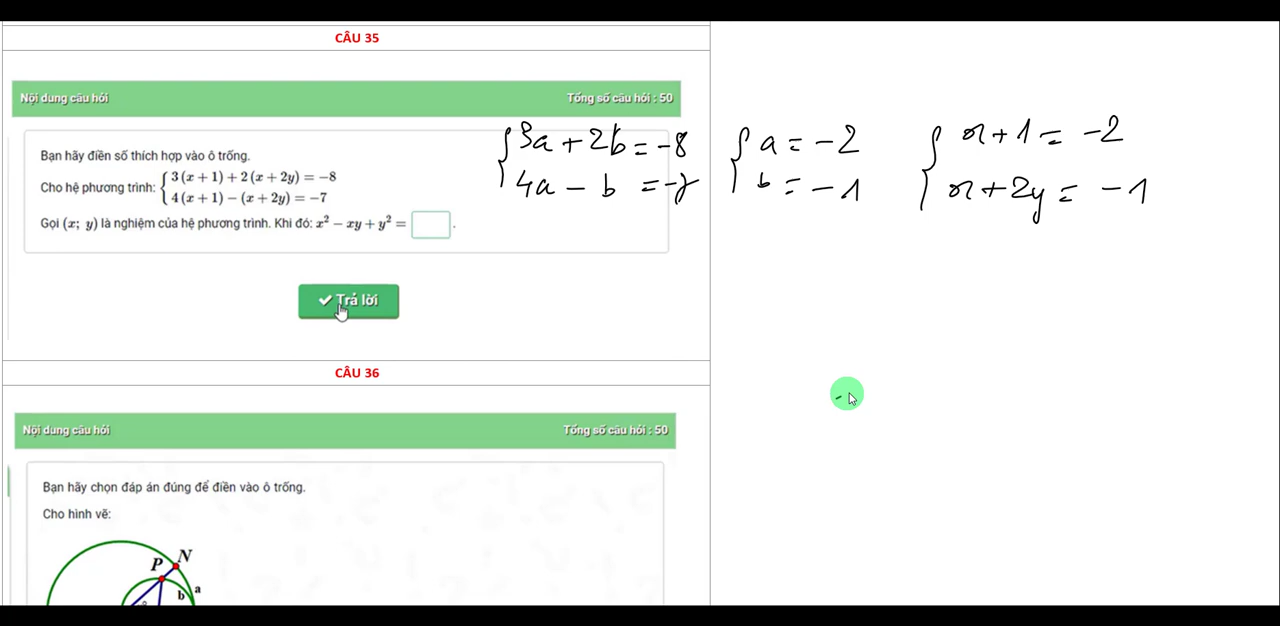 CÂU 35
Nội dung câu hỏi
Tổng số câu hỏi : 50
Bạn hãy điền số thích hợp vào ô trống.
Cho hệ phương trình: { 3(x+1)+2(x+2y)=−8
4(x+1)−(x+2y)=−7
Gọi (x; y) là nghiệm của hệ phương trình. Khi đó: x² − xy + y² = .
Trả lời
{ 3a + 2b = -8
4a - b = -7
{ a = -2
b = -1
{ x + 1 = -2
x + 2y = -1
CÂU 36
Nội dung câu hỏi
Tổng số câu hỏi : 50
Bạn hãy chọn đáp án đúng để điền vào ô trống.
Cho hình vẽ:
P N
a
b